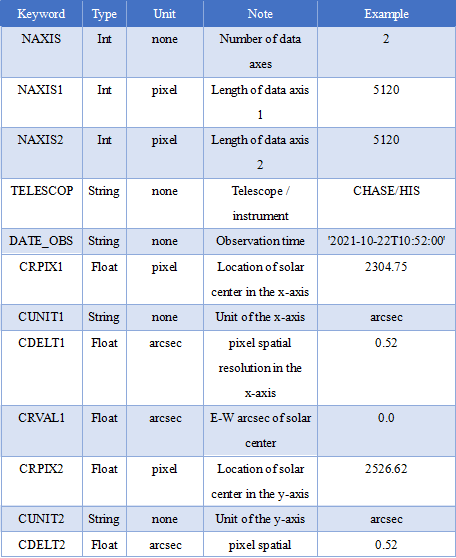 Keyword Type Unit Note Example
NAXIS Int none Number of data 2
axes
NAXIS1 Int pixel Length of data axis 5120
1
NAXIS2 Int pixel Length of data axis 5120
2
TELESCOP String none Telescope / CHASE/HIS
instrument
DATE_OBS String none Observation time '2021-10-22T10:52:00'
CRPIX1 Float pixel Location of solar 2304.75
center in the x-axis
CUNIT1 String none Unit of the x-axis arcsec
CDELT1 Float arcsec pixel spatial 0.52
resolution in the
x-axis
CRVAL1 Float arcsec E-W arcsec of solar 0.0
center
CRPIX2 Float pixel Location of solar 2526.62
center in the y-axis
CUNIT2 String none Unit of the y-axis arcsec
CDELT2 Float arcsec pixel spatial 0.52